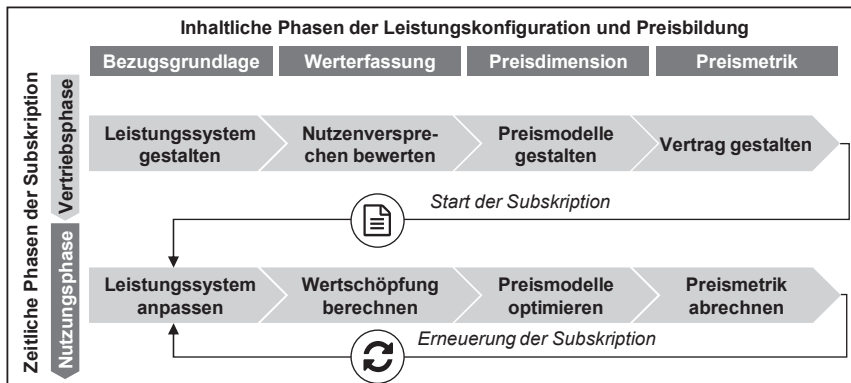 Inhaltliche Phasen der Leistungskonfiguration und Preisbildung
Bezugsgrundlage
Werterfassung
Preisdimension
Preismetrik
Zeitliche Phasen der Subskription
Vertriebsphase
Leistungssystem
gestalten
Nutzenverspre-
chen bewerten
Preismodelle
gestalten
Vertrag gestalten
Start der Subskription
Nutzungsphase
Leistungssystem
anpassen
Wertschöpfung
berechnen
Preismodelle
optimieren
Preismetrik
abrechnen
Erneuerung der Subskription